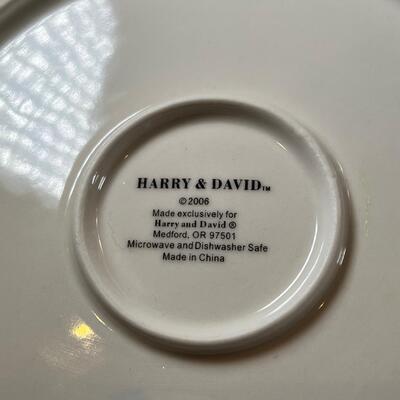 HARRY & DAVID™
©2006
Made exclusively for
Harry and David ®
Medford, OR 97501
Microwave and Dishwasher Safe
Made in China